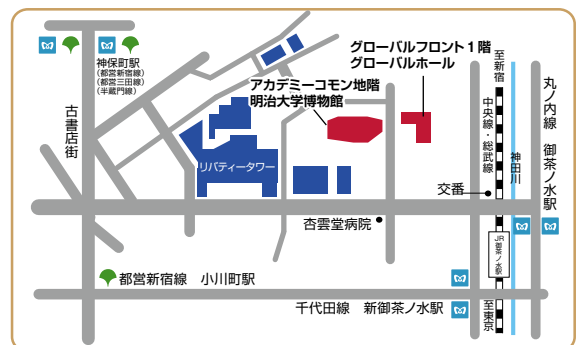 グローバルフロント1階
グローバルホール
アカデミーコモン地階
明治大学博物館
神保町駅
(都営新宿線)
(都営三田線)
(半蔵門線)
古書店街
リバティータワー
至新宿
中央線・総武線
神田川
丸ノ内線 御茶ノ水駅
交番
杏雲堂病院
JR御茶ノ水駅
都営新宿線 小川町駅
千代田線 新御茶ノ水駅
至東京